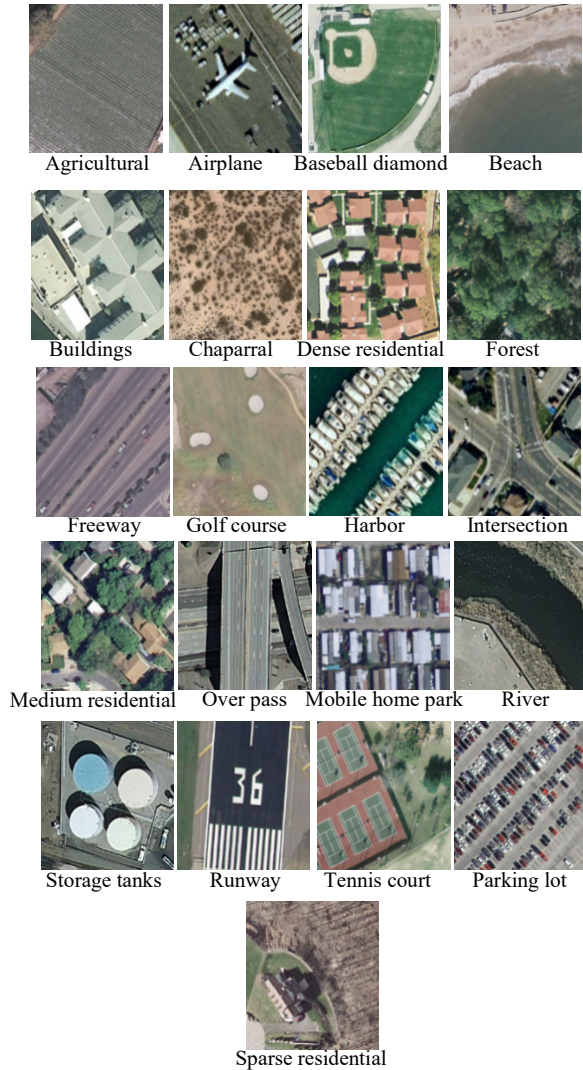 Agricultural Airplane Baseball diamond Beach
Buildings Chaparral Dense residential Forest
Freeway Golf course Harbor Intersection
Medium residential Over pass Mobile home park River
36
Storage tanks Runway Tennis court Parking lot
Sparse residential